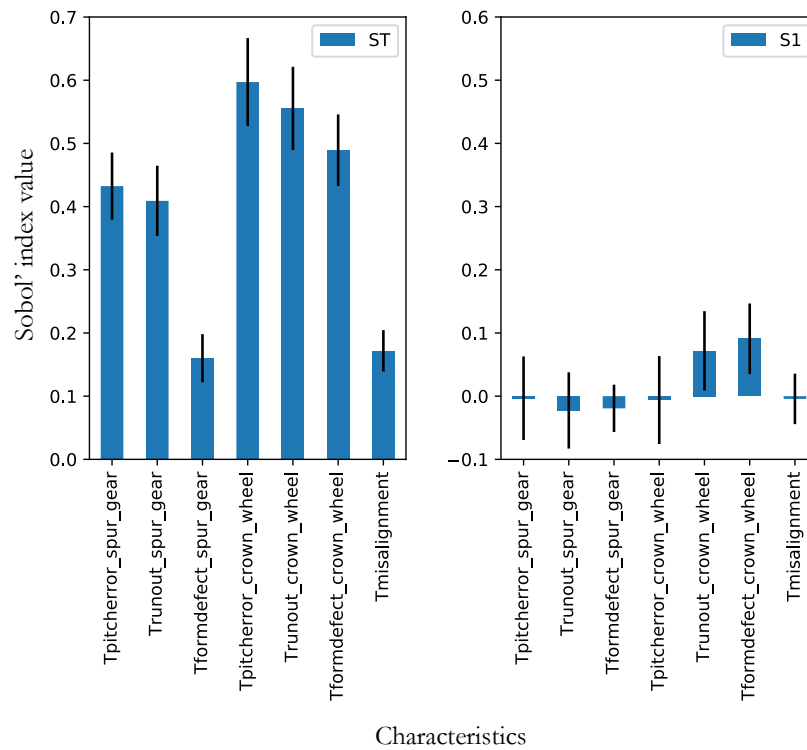 Sobol’ index value
0.7
0.6
0.5
0.4
0.3
0.2
0.1
0.0
ST
Tpitcherror_spur_gear
Trunout_spur_gear
Tformdefect_spur_gear
Tpitcherror_crown_wheel
Trunout_crown_wheel
Tformdefect_crown_wheel
Tmisalignment
0.6
0.5
0.4
0.3
0.2
0.1
0.0
−0.1
S1
Tpitcherror_spur_gear
Trunout_spur_gear
Tformdefect_spur_gear
Tpitcherror_crown_wheel
Trunout_crown_wheel
Tformdefect_crown_wheel
Tmisalignment
Characteristics